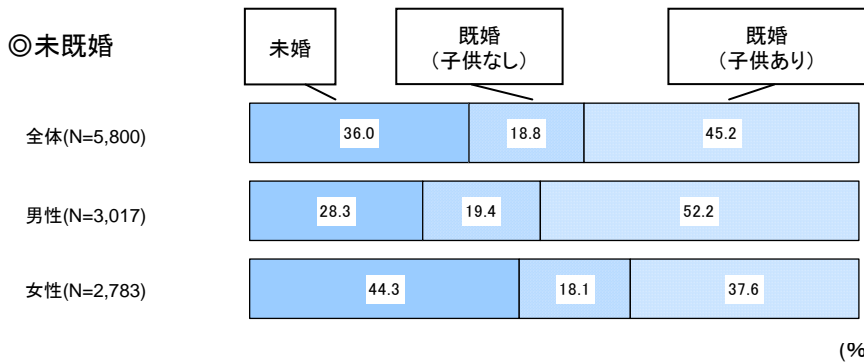 ◎未既婚
未婚
既婚
（子供なし）
既婚
（子供あり）
全体(N=5,800)
36.0
18.8
45.2
男性(N=3,017)
28.3
19.4
52.2
女性(N=2,783)
44.3
18.1
37.6
(%